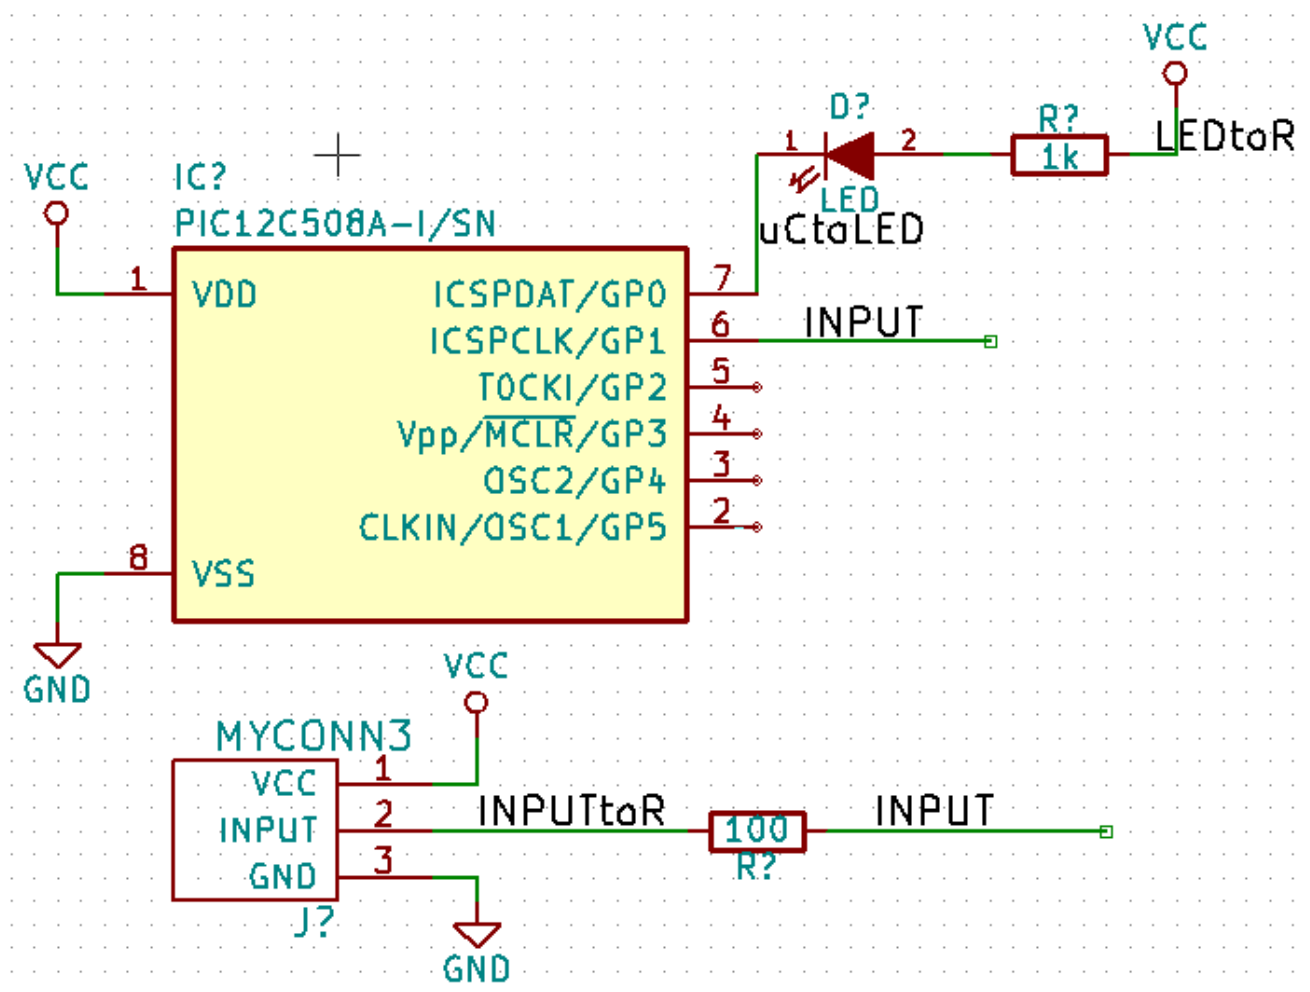 VCC
D?
R?
1
2
1k
LEDtoR
VCC
IC?
LED
PIC12C508A-I/SN
uCtoLED
1
VDD
ICSPDAT/GP0
7
ICSPCLK/GP1
6
INPUT
T0CKI/GP2
5
Vpp/MCLR/GP3
4
OSC2/GP4
3
CLKIN/OSC1/GP5
2
8
VSS
GND
VCC
MYCONN3
VCC
1
INPUT
2
INPUTtoR
100
INPUT
GND
3
R?
J?
GND